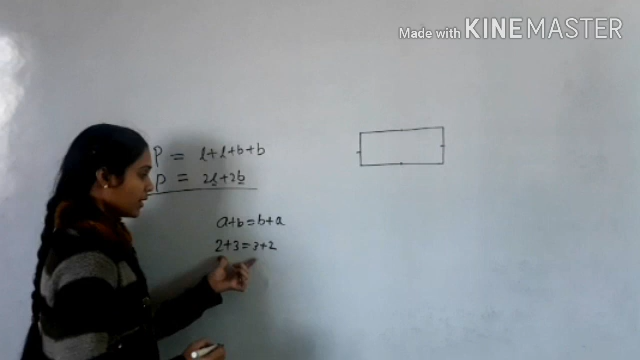 Made with KINEMASTER
P = l+l+b+b
P = 2l+2b
a+b=b+a
2+3=3+2